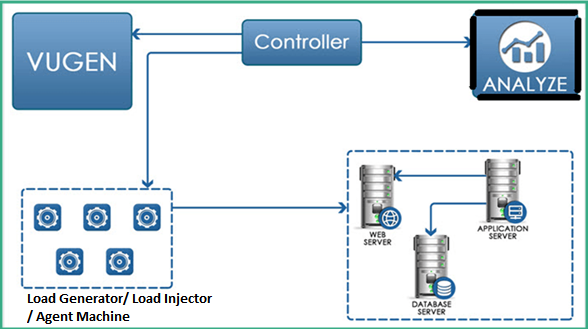 VUGEN
Controller
ANALYZE
WEB
SERVER
APPLICATION
SERVER
DATABASE
SERVER
Load Generator/ Load Injector
/ Agent Machine